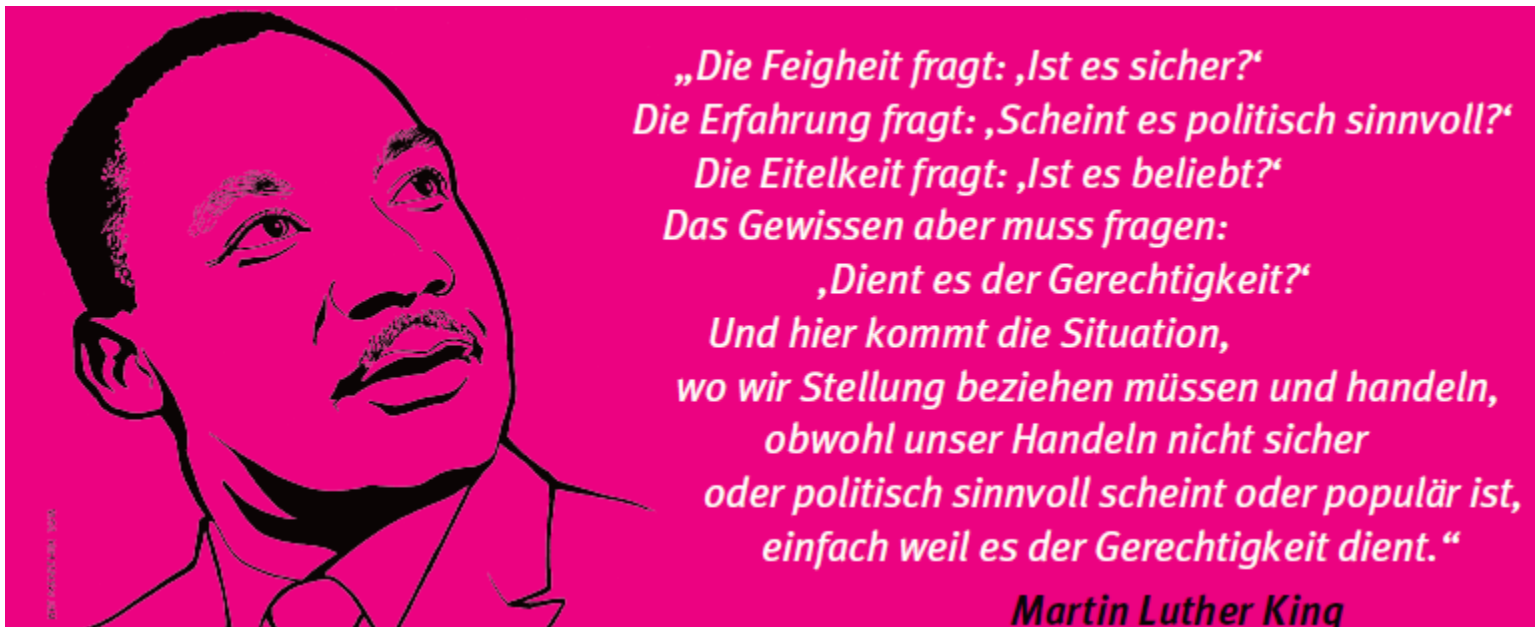 „Die Feigheit fragt: ‚Ist es sicher?‘
Die Erfahrung fragt: ‚Scheint es politisch sinnvoll?‘
Die Eitelkeit fragt: ‚Ist es beliebt?‘
Das Gewissen aber muss fragen:
‚Dient es der Gerechtigkeit?‘
Und hier kommt die Situation,
wo wir Stellung beziehen müssen und handeln,
obwohl unser Handeln nicht sicher
oder politisch sinnvoll scheint oder populär ist,
einfach weil es der Gerechtigkeit dient.“
Martin Luther King